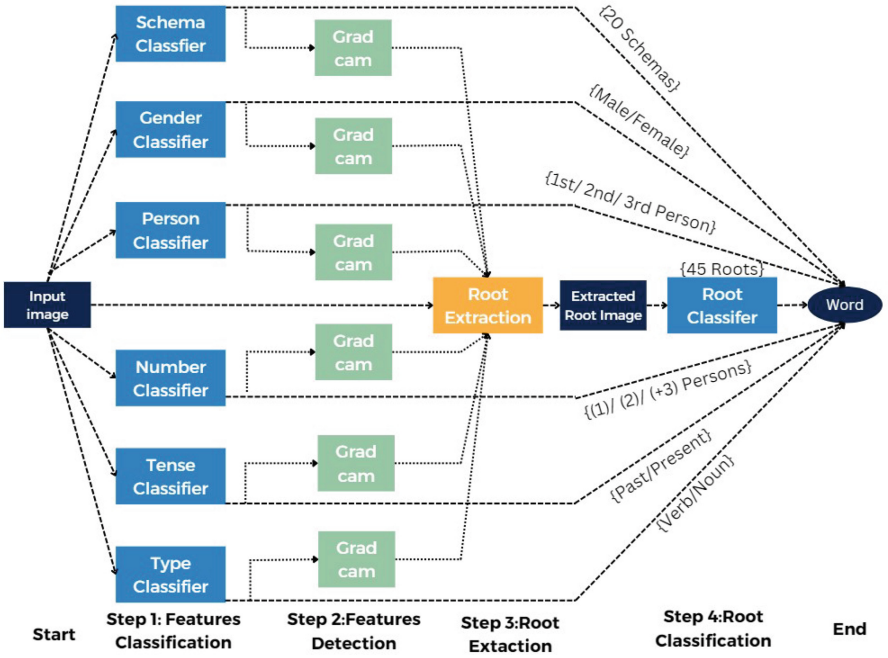 Schema
Classfier
Grad
cam
{20 Schemas}
Gender
Classifier
Grad
cam
{Male/Female}
Person
Classifier
Grad
cam
{1st/ 2nd/ 3rd Person}
Input
image
Root
Extraction
Extracted
Root Image
{45 Roots}
Root
Classifer
Word
Number
Classifier
Grad
cam
{(1)/ (2)/ (+3) Persons}
Tense
Classifier
Grad
cam
{Past/Present}
Type
Classifier
Grad
cam
{Verb/Noun}
Start
Step 1: Features
Classification
Step 2:Features
Detection
Step 3:Root
Extaction
Step 4:Root
Classification
End